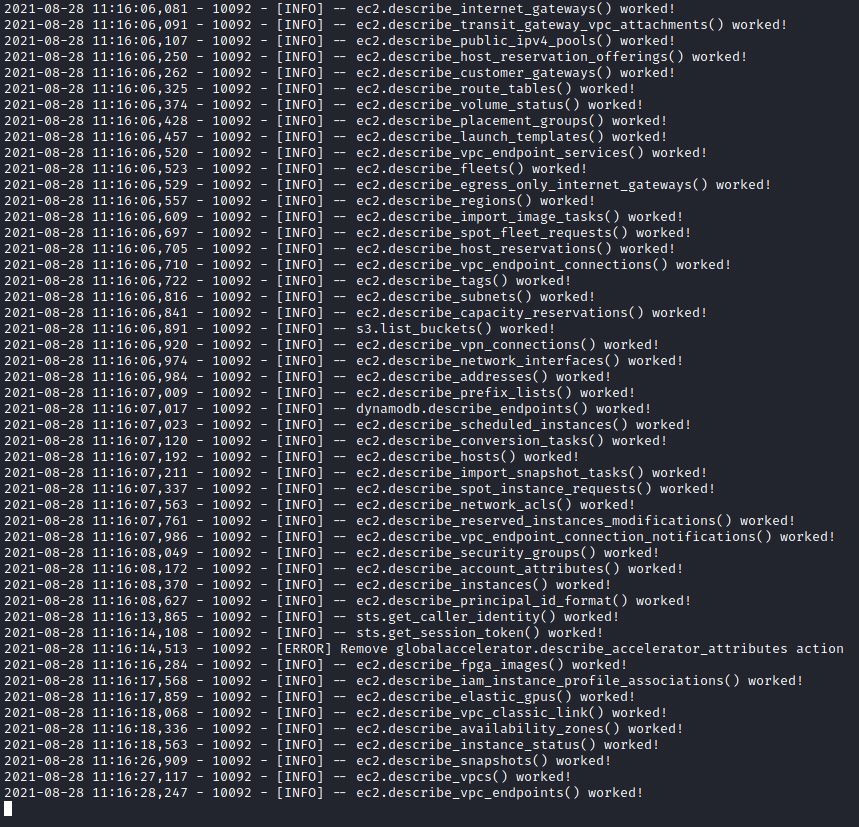 2021-08-28 11:16:06,081 - 10092 - [INFO] -- ec2.describe_internet_gateways() worked!
2021-08-28 11:16:06,091 - 10092 - [INFO] -- ec2.describe_transit_gateway_vpc_attachments() worked!
2021-08-28 11:16:06,107 - 10092 - [INFO] -- ec2.describe_public_ipv4_pools() worked!
2021-08-28 11:16:06,250 - 10092 - [INFO] -- ec2.describe_host_reservation_offerings() worked!
2021-08-28 11:16:06,262 - 10092 - [INFO] -- ec2.describe_customer_gateways() worked!
2021-08-28 11:16:06,325 - 10092 - [INFO] -- ec2.describe_route_tables() worked!
2021-08-28 11:16:06,374 - 10092 - [INFO] -- ec2.describe_volume_status() worked!
2021-08-28 11:16:06,428 - 10092 - [INFO] -- ec2.describe_placement_groups() worked!
2021-08-28 11:16:06,457 - 10092 - [INFO] -- ec2.describe_launch_templates() worked!
2021-08-28 11:16:06,520 - 10092 - [INFO] -- ec2.describe_vpc_endpoint_services() worked!
2021-08-28 11:16:06,523 - 10092 - [INFO] -- ec2.describe_fleets() worked!
2021-08-28 11:16:06,529 - 10092 - [INFO] -- ec2.describe_egress_only_internet_gateways() worked!
2021-08-28 11:16:06,557 - 10092 - [INFO] -- ec2.describe_regions() worked!
2021-08-28 11:16:06,609 - 10092 - [INFO] -- ec2.describe_import_image_tasks() worked!
2021-08-28 11:16:06,697 - 10092 - [INFO] -- ec2.describe_spot_fleet_requests() worked!
2021-08-28 11:16:06,705 - 10092 - [INFO] -- ec2.describe_host_reservations() worked!
2021-08-28 11:16:06,710 - 10092 - [INFO] -- ec2.describe_vpc_endpoint_connections() worked!
2021-08-28 11:16:06,722 - 10092 - [INFO] -- ec2.describe_tags() worked!
2021-08-28 11:16:06,816 - 10092 - [INFO] -- ec2.describe_subnets() worked!
2021-08-28 11:16:06,841 - 10092 - [INFO] -- ec2.describe_capacity_reservations() worked!
2021-08-28 11:16:06,891 - 10092 - [INFO] -- s3.list_buckets() worked!
2021-08-28 11:16:06,920 - 10092 - [INFO] -- ec2.describe_vpn_connections() worked!
2021-08-28 11:16:06,974 - 10092 - [INFO] -- ec2.describe_network_interfaces() worked!
2021-08-28 11:16:06,984 - 10092 - [INFO] -- ec2.describe_addresses() worked!
2021-08-28 11:16:07,009 - 10092 - [INFO] -- ec2.describe_prefix_lists() worked!
2021-08-28 11:16:07,017 - 10092 - [INFO] -- dynamodb.describe_endpoints() worked!
2021-08-28 11:16:07,023 - 10092 - [INFO] -- ec2.describe_scheduled_instances() worked!
2021-08-28 11:16:07,120 - 10092 - [INFO] -- ec2.describe_conversion_tasks() worked!
2021-08-28 11:16:07,192 - 10092 - [INFO] -- ec2.describe_hosts() worked!
2021-08-28 11:16:07,211 - 10092 - [INFO] -- ec2.describe_import_snapshot_tasks() worked!
2021-08-28 11:16:07,337 - 10092 - [INFO] -- ec2.describe_spot_instance_requests() worked!
2021-08-28 11:16:07,563 - 10092 - [INFO] -- ec2.describe_network_acls() worked!
2021-08-28 11:16:07,761 - 10092 - [INFO] -- ec2.describe_reserved_instances_modifications() worked!
2021-08-28 11:16:07,986 - 10092 - [INFO] -- ec2.describe_vpc_endpoint_connection_notifications() worked!
2021-08-28 11:16:08,049 - 10092 - [INFO] -- ec2.describe_security_groups() worked!
2021-08-28 11:16:08,172 - 10092 - [INFO] -- ec2.describe_account_attributes() worked!
2021-08-28 11:16:08,370 - 10092 - [INFO] -- ec2.describe_instances() worked!
2021-08-28 11:16:08,627 - 10092 - [INFO] -- ec2.describe_principal_id_format() worked!
2021-08-28 11:16:13,865 - 10092 - [INFO] -- sts.get_caller_identity() worked!
2021-08-28 11:16:14,108 - 10092 - [INFO] -- sts.get_session_token() worked!
2021-08-28 11:16:14,513 - 10092 - [ERROR] Remove globalaccelerator.describe_accelerator_attributes action
2021-08-28 11:16:16,284 - 10092 - [INFO] -- ec2.describe_fpga_images() worked!
2021-08-28 11:16:17,568 - 10092 - [INFO] -- ec2.describe_iam_instance_profile_associations() worked!
2021-08-28 11:16:17,859 - 10092 - [INFO] -- ec2.describe_elastic_gpus() worked!
2021-08-28 11:16:18,068 - 10092 - [INFO] -- ec2.describe_vpc_classic_link() worked!
2021-08-28 11:16:18,336 - 10092 - [INFO] -- ec2.describe_availability_zones() worked!
2021-08-28 11:16:18,563 - 10092 - [INFO] -- ec2.describe_instance_status() worked!
2021-08-28 11:16:26,909 - 10092 - [INFO] -- ec2.describe_snapshots() worked!
2021-08-28 11:16:27,117 - 10092 - [INFO] -- ec2.describe_vpcs() worked!
2021-08-28 11:16:28,247 - 10092 - [INFO] -- ec2.describe_vpc_endpoints() worked!